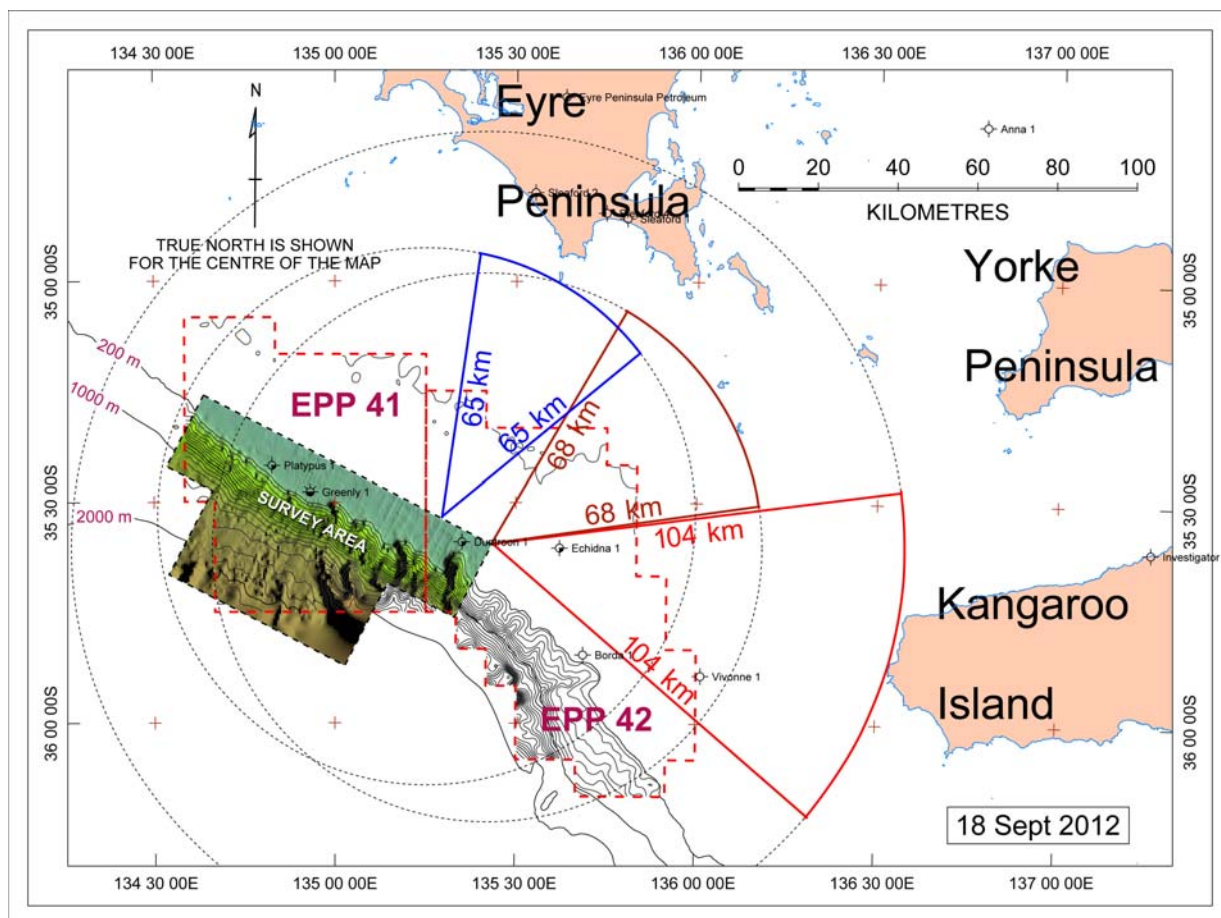 134 30 00E
135 00 00E
135 30 00E
136 00 00E
136 30 00E
137 00 00E
N
TRUE NORTH IS SHOWN
FOR THE CENTRE OF THE MAP
Eyre
Peninsula
Eyre Peninsula Petroleum
Sleaford 2
Sleaford 1
Anna 1
0 20 40 60 80 100
KILOMETRES
35 00 00S
35 00 00S
Yorke
Peninsula
200 m
1000 m
2000 m
EPP 41
65 km
65 km
68 km
68 km
104 km
104 km
Platypus 1
Greenly 1
SURVEY AREA
Duntroon 1
Echidna 1
35 30 00S
35 30 00S
Investigator
Kangaroo
Island
Borda 1
Vivonne 1
EPP 42
36 00 00S
36 00 00S
18 Sept 2012
134 30 00E
135 00 00E
135 30 00E
136 00 00E
136 30 00E
137 00 00E